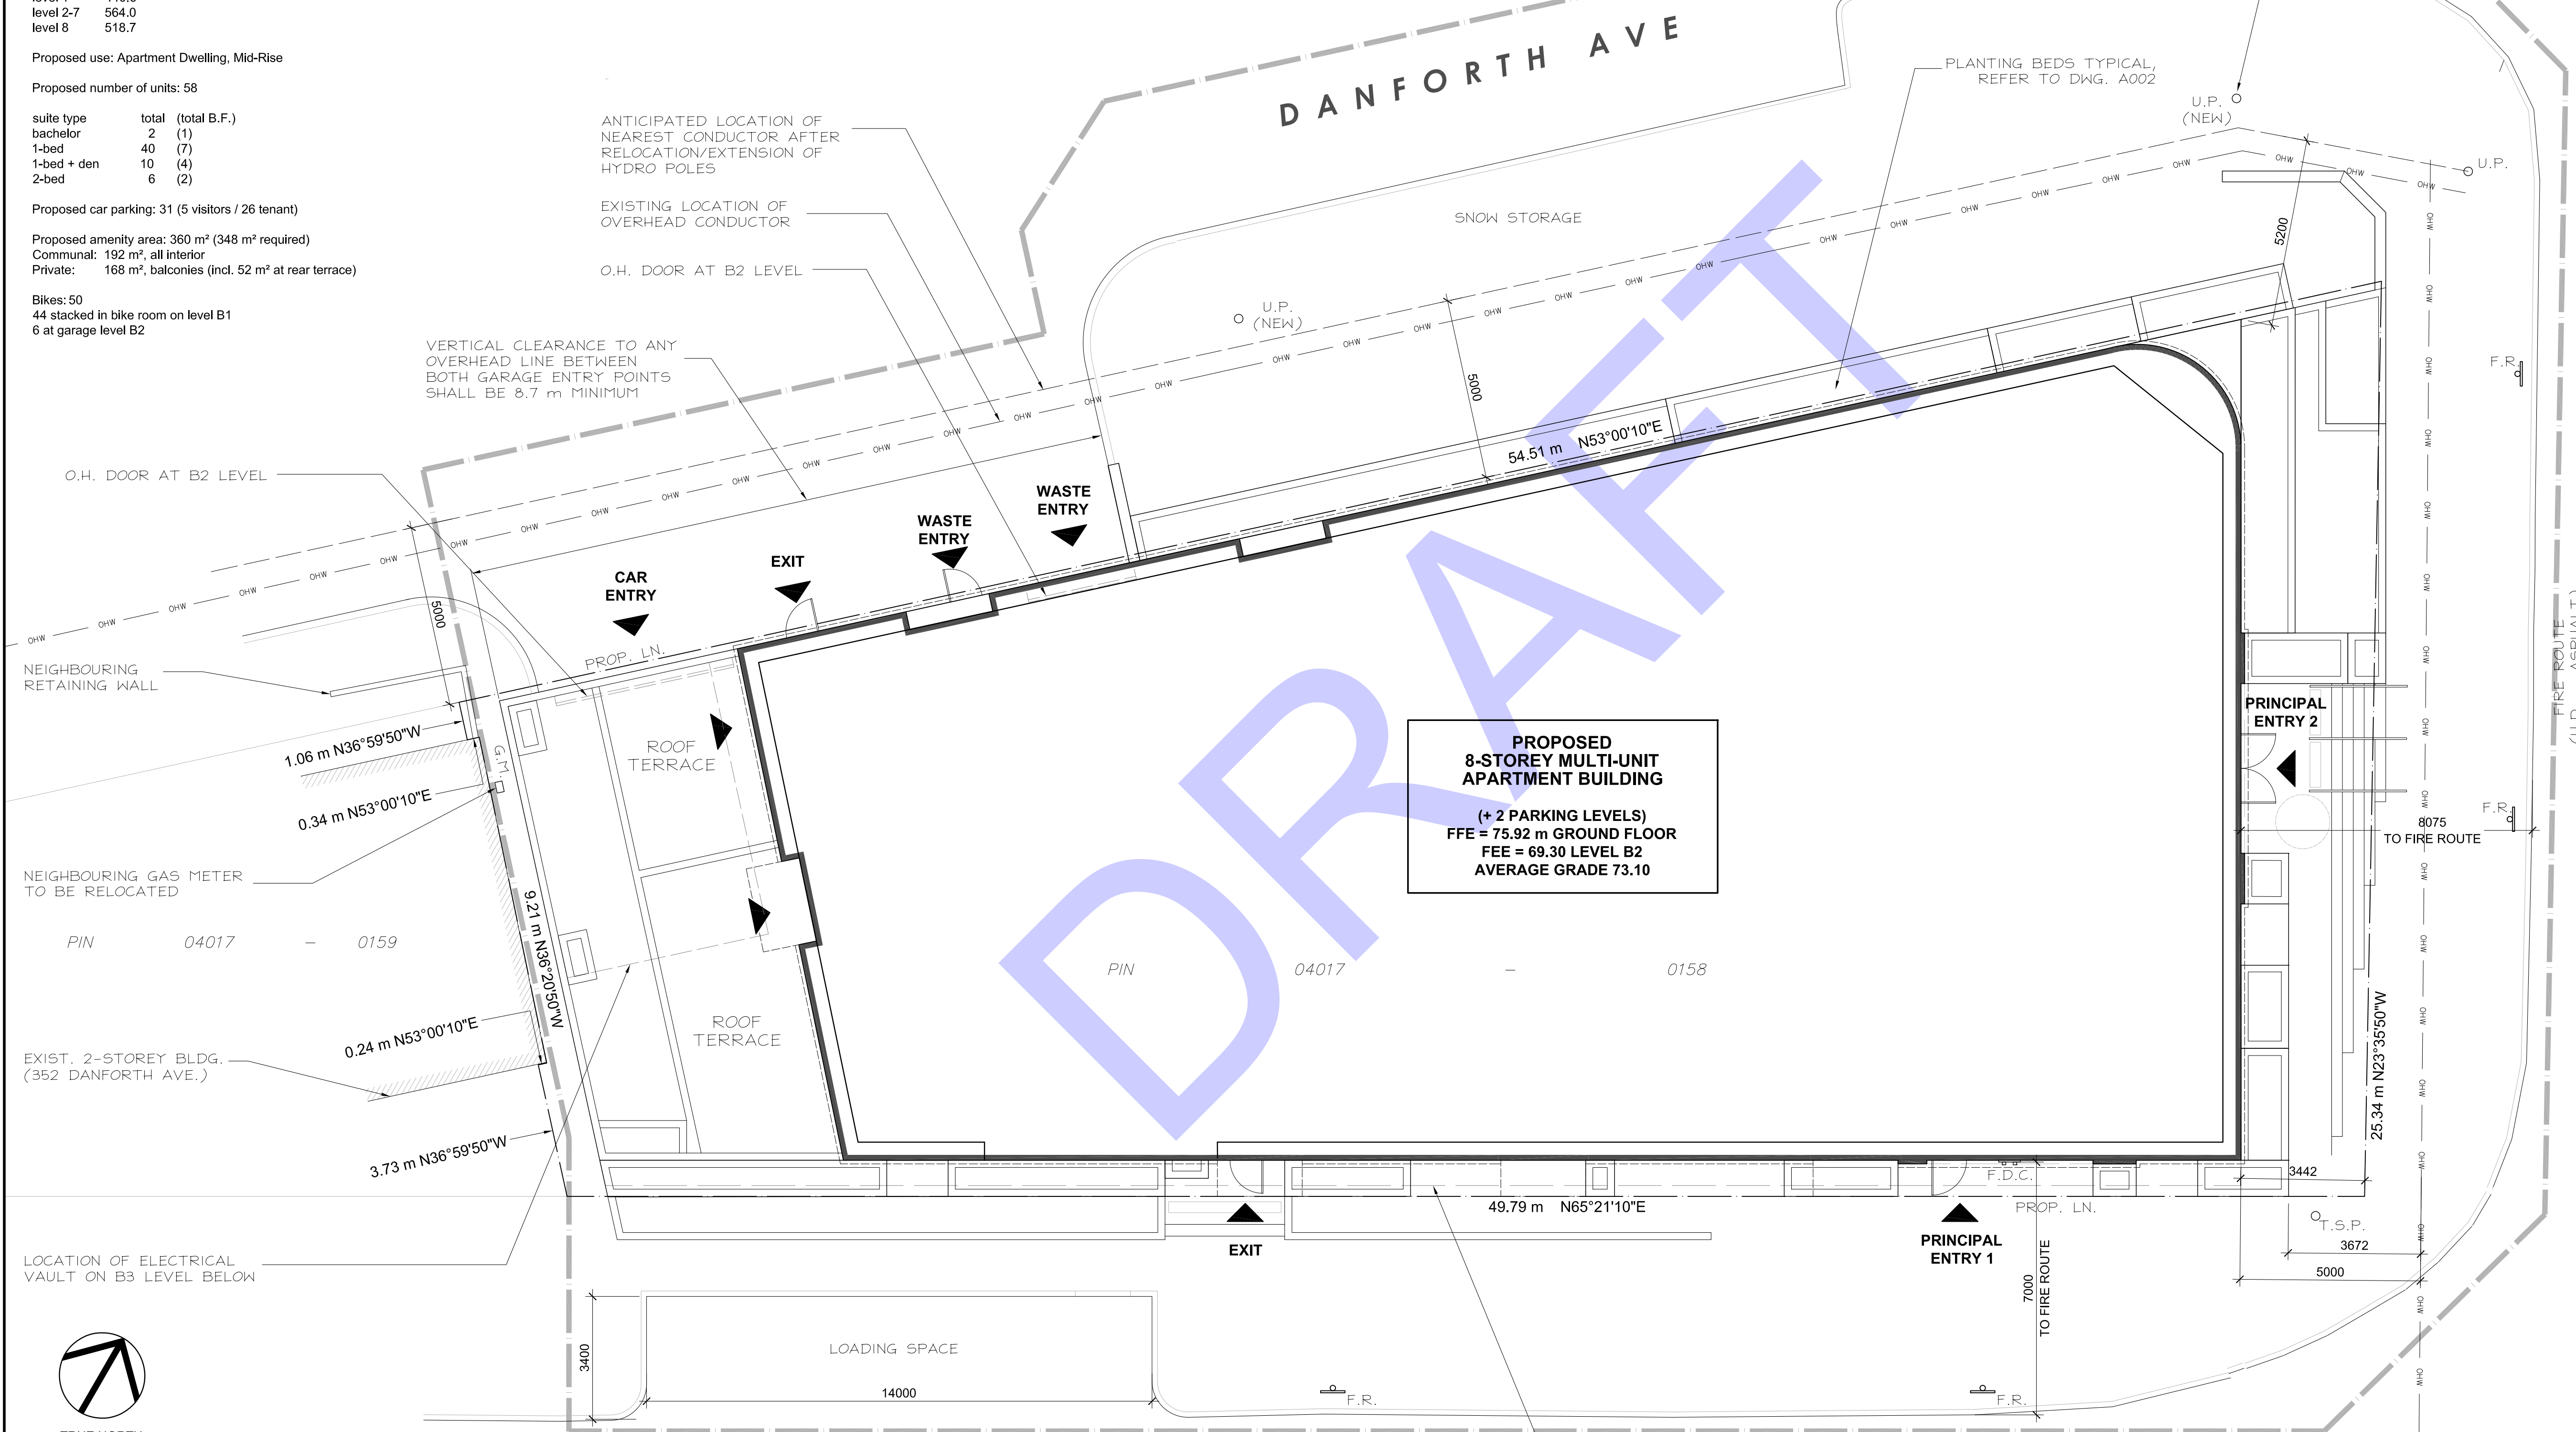 level 2-7 564.0
level 8 518.7
Proposed use: Apartment Dwelling, Mid-Rise
Proposed number of units: 58
suite type total (total B.F.)
bachelor 2 (1)
1-bed 40 (7)
1-bed + den 10 (4)
2-bed 6 (2)
Proposed car parking: 31 (5 visitors / 26 tenant)
Proposed amenity area: 360 m² (348 m² required)
Communal: 192 m², all interior
Private: 168 m², balconies (incl. 52 m² at rear terrace)
Bikes: 50
44 stacked in bike room on level B1
6 at garage level B2
DANFORTH AVE
PLANTING BEDS TYPICAL,
REFER TO DWG. A002
U.P.
(NEW)
U.P.
ANTICIPATED LOCATION OF
NEAREST CONDUCTOR AFTER
RELOCATION/EXTENSION OF
HYDRO POLES
EXISTING LOCATION OF
OVERHEAD CONDUCTOR
O.H. DOOR AT B2 LEVEL
SNOW STORAGE
5200
U.P.
(NEW)
VERTICAL CLEARANCE TO ANY
OVERHEAD LINE BETWEEN
BOTH GARAGE ENTRY POINTS
SHALL BE 8.7 m MINIMUM
5000
F.R.
54.51 m N53°00'10"E
O.H. DOOR AT B2 LEVEL
WASTE
ENTRY
WASTE
ENTRY
EXIT
CAR
ENTRY
OHW
5000
PROP. LN.
NEIGHBOURING
RETAINING WALL
1.06 m N36°59'50"W
G.M.
0.34 m N53°00'10"E
ROOF
TERRACE
DRAFT
PROPOSED
8-STOREY MULTI-UNIT
APARTMENT BUILDING
(+ 2 PARKING LEVELS)
FFE = 75.92 m GROUND FLOOR
FEE = 69.30 LEVEL B2
AVERAGE GRADE 73.10
PRINCIPAL
ENTRY 2
F.R.
8075
TO FIRE ROUTE
FIRE ROUTE
NEIGHBOURING GAS METER
TO BE RELOCATED
9.21 m N36°20'50"W
PIN 04017 - 0159
PIN 04017 - 0158
0.24 m N53°00'10"E
ROOF
TERRACE
EXIST. 2-STOREY BLDG.
(352 DANFORTH AVE.)
25.34 m N23°35'50"W
3.73 m N36°59'50"W
F.D.C.
3442
49.79 m N65°21'10"E
PROP. LN.
T.S.P.
EXIT
PRINCIPAL
ENTRY 1
3672
5000
7000
TO FIRE ROUTE
LOCATION OF ELECTRICAL
VAULT ON B3 LEVEL BELOW
LOADING SPACE
3400
14000
F.R.
F.R.